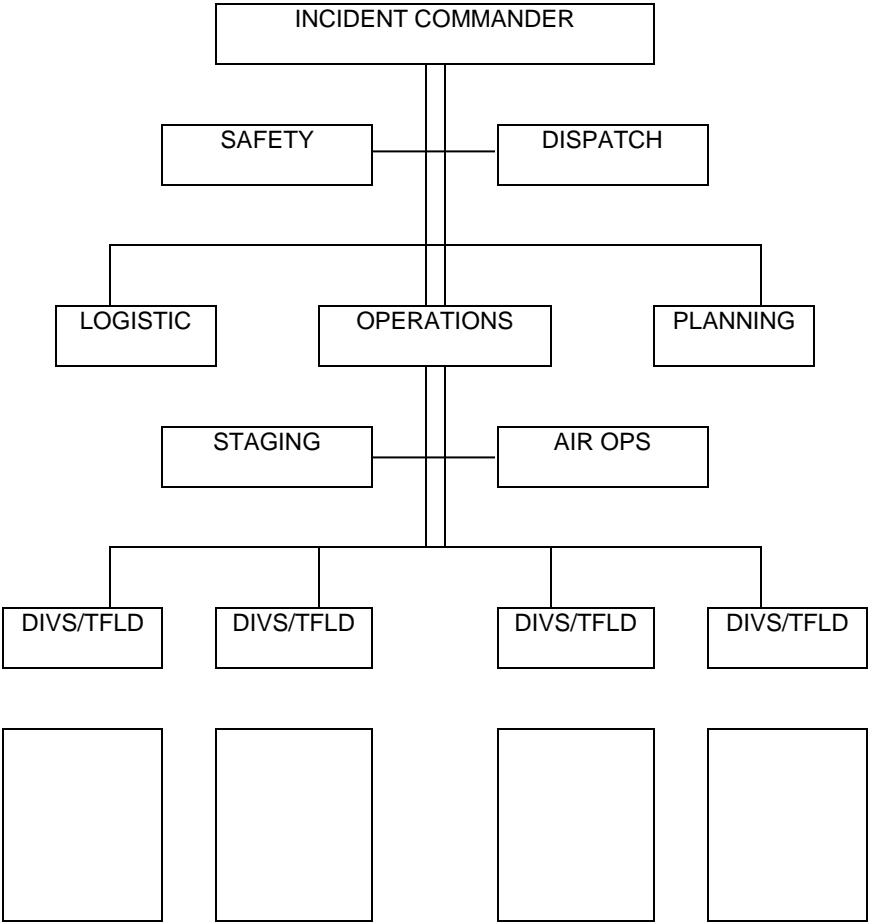 INCIDENT COMMANDER
SAFETY
DISPATCH
LOGISTIC
OPERATIONS
PLANNING
STAGING
AIR OPS
DIVS/TFLD
DIVS/TFLD
DIVS/TFLD
DIVS/TFLD